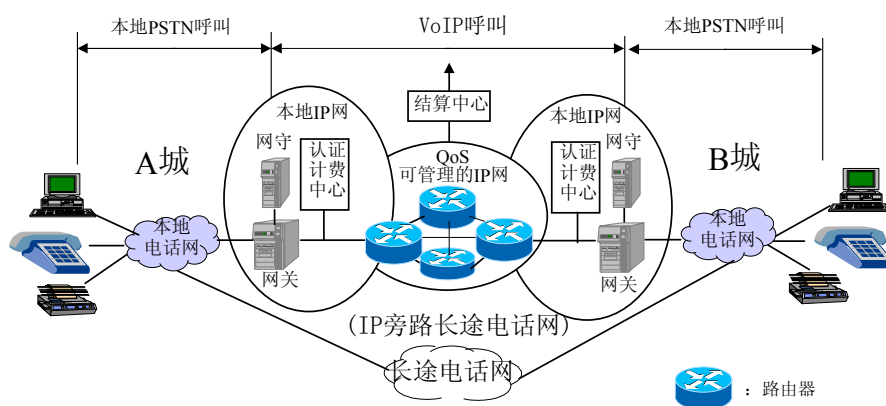 本地PSTN呼叫
VoIP呼叫
本地PSTN呼叫
结算中心
本地IP网
本地IP网
网守
网守
认证
计费
中心
认证
计费
中心
QoS
可管理的IP网
A城
B城
本地
电话网
本地
电话网
网关
网关
(IP旁路长途电话网)
长途电话网
:路由器